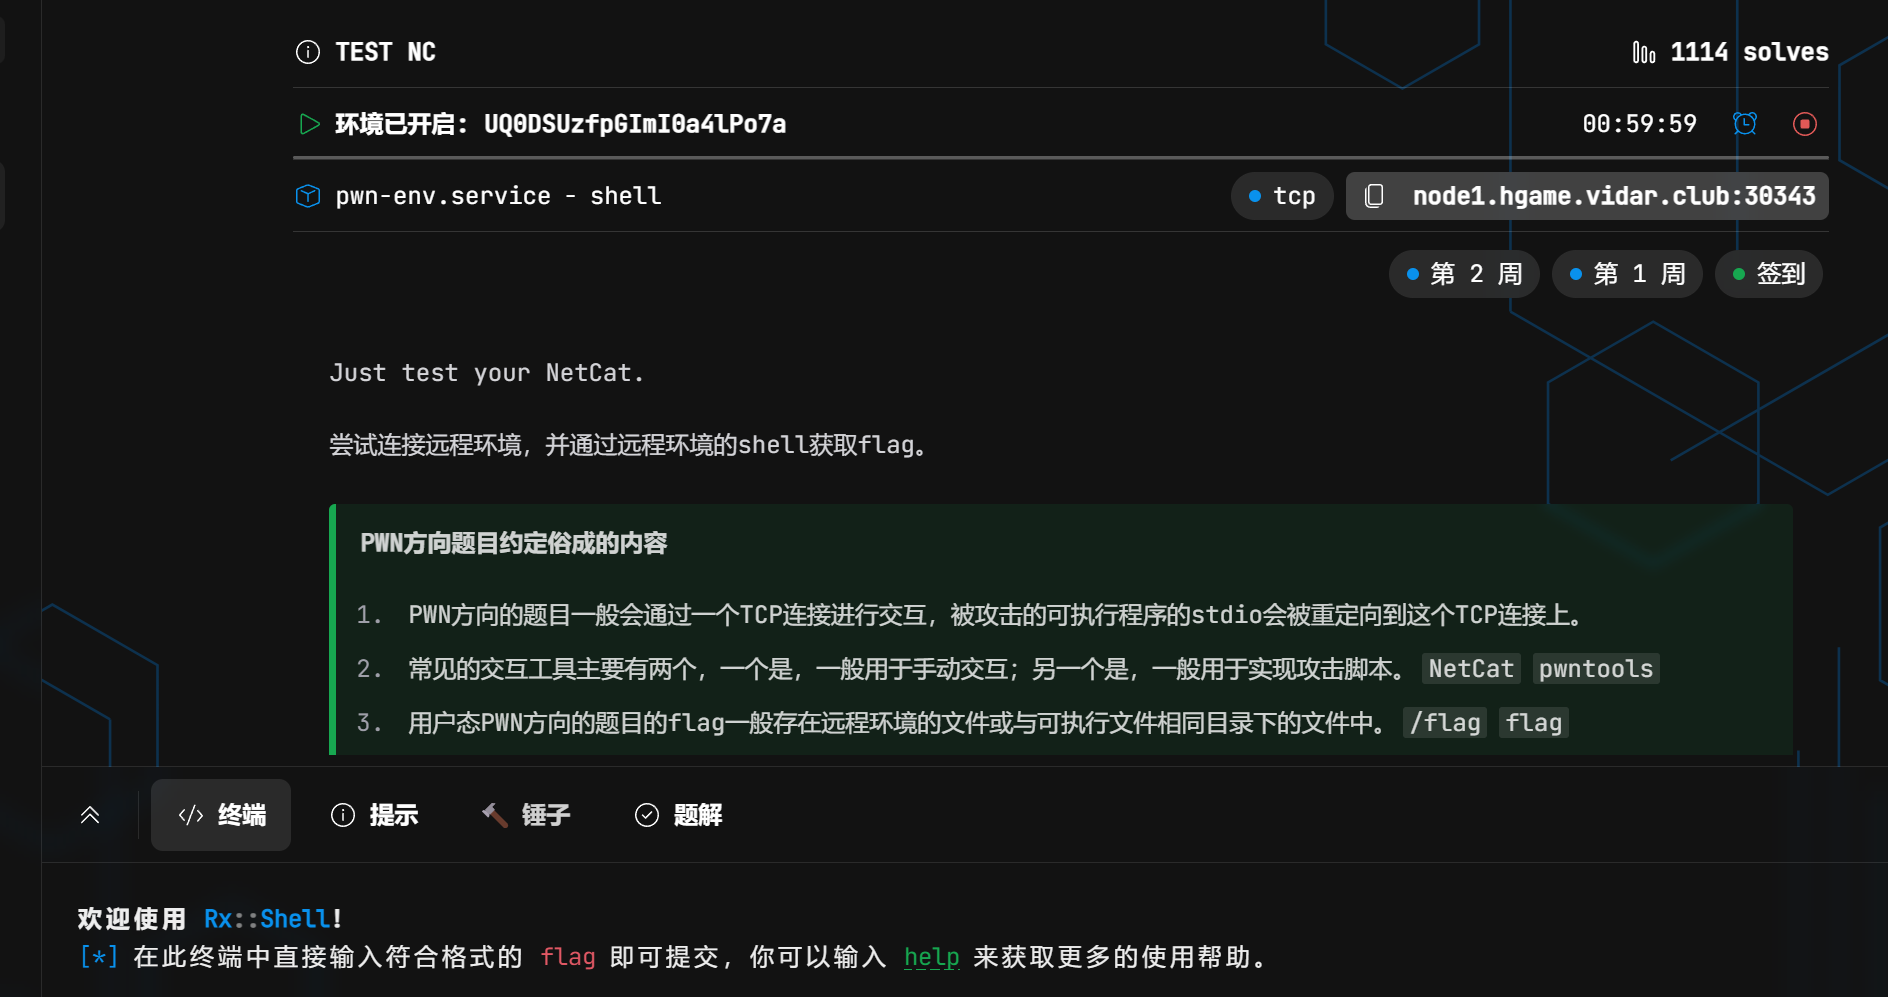 TEST NC
1114 solves
环境已开启: UQ0DSUzfpGImI0a4lPo7a
00:59:59
pwn-env.service - shell
tcp
node1.hgame.vidar.club:30343
第 2 周
第 1 周
签到
Just test your NetCat.
尝试连接远程环境，并通过远程环境的shell获取flag。
PWN方向题目约定俗成的内容
1. PWN方向的题目一般会通过一个TCP连接进行交互，被攻击的可执行程序的stdio会被重定向到这个TCP连接上。
2. 常见的交互工具主要有两个，一个是，一般用于手动交互；另一个是，一般用于实现攻击脚本。 NetCat pwntools
3. 用户态PWN方向的题目的flag一般存在远程环境的文件或与可执行文件相同目录下的文件中。 /flag flag
</> 终端
提示
锤子
题解
欢迎使用 Rx::Shell!
[*] 在此终端中直接输入符合格式的 flag 即可提交，你可以输入 help 来获取更多的使用帮助。